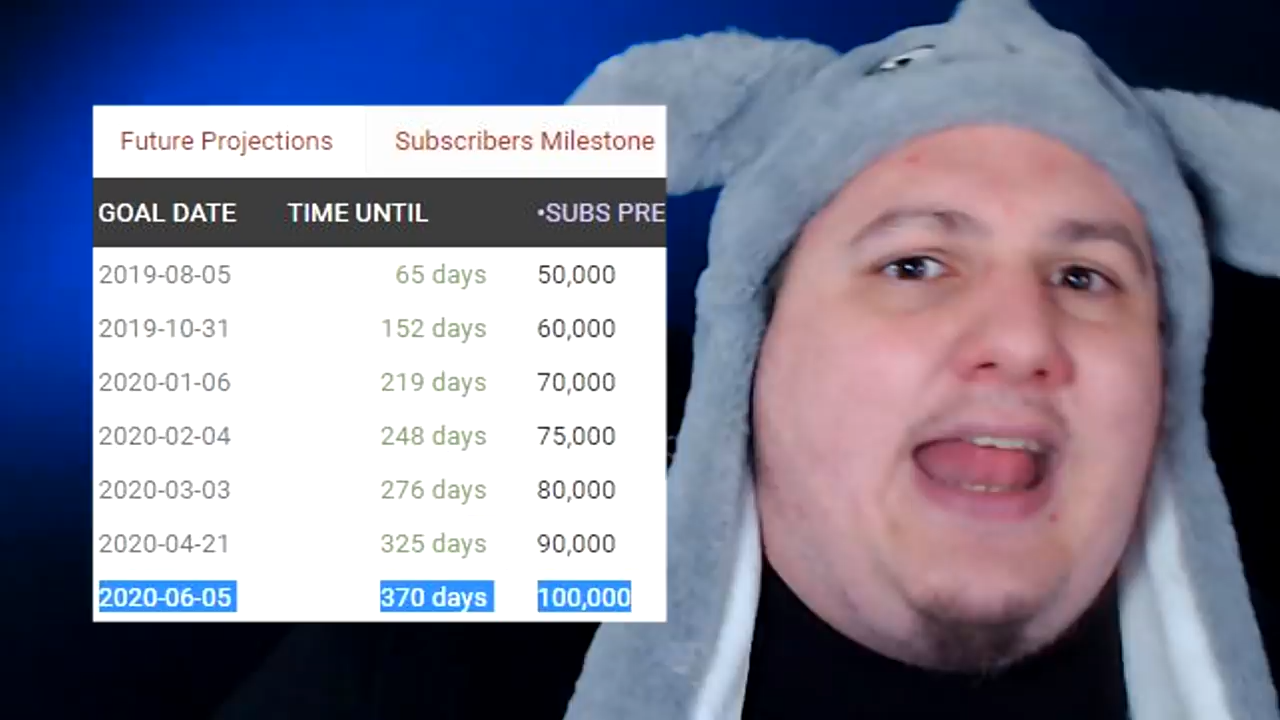 Future Projections Subscribers Milestone
GOAL DATE TIME UNTIL •SUBS PRE
2019-08-05 65 days 50,000
2019-10-31 152 days 60,000
2020-01-06 219 days 70,000
2020-02-04 248 days 75,000
2020-03-03 276 days 80,000
2020-04-21 325 days 90,000
2020-06-05 370 days 100,000